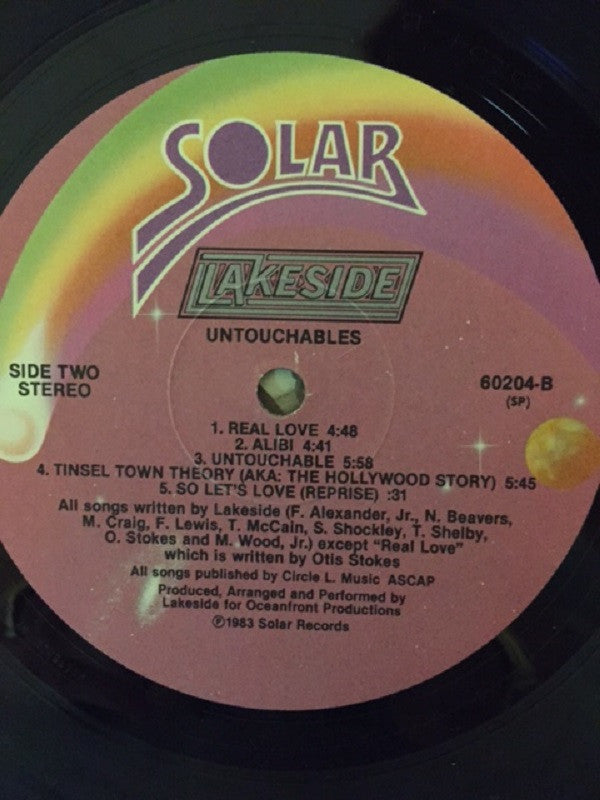 SOLAR
LAKESIDE
UNTOUCHABLES
SIDE TWO
STEREO
60204-B
(SP)
1. REAL LOVE 4:48
2. ALIBI 4:41
3. UNTOUCHABLE 5:58
4. TINSEL TOWN THEORY (AKA: THE HOLLYWOOD STORY) 5:45
5. SO LET'S LOVE (REPRISE) :31
All songs written by Lakeside (F. Alexander, Jr., N. Beavers,
M. Craig, F. Lewis, T. McCain, S. Shockley, T. Shelby,
O. Stokes and M. Wood, Jr.) except "Real Love"
which is written by Otis Stokes
All songs published by Circle L. Music ASCAP
Produced, Arranged and Performed by
Lakeside for Oceanfront Productions
℗1983 Solar Records